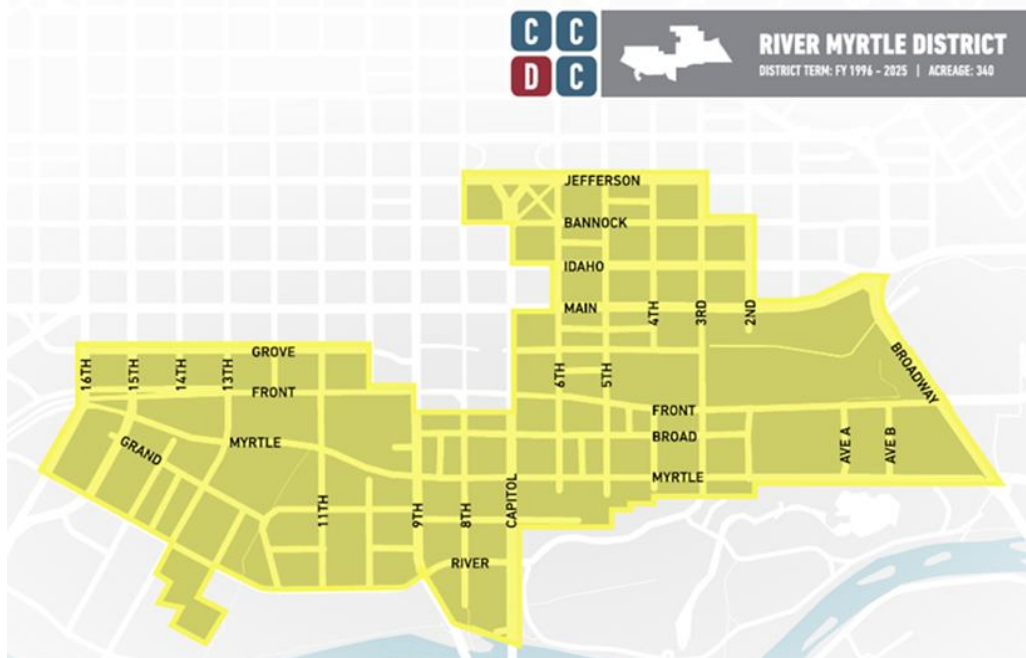 C C
D C
RIVER MYRTLE DISTRICT
DISTRICT TERM: FY 1996 - 2025 | ACREAGE: 340
JEFFERSON
BANNOCK
IDAHO
MAIN
4TH
3RD
2ND
GROVE
16TH
15TH
14TH
13TH
6TH
5TH
BROADWAY
FRONT
FRONT
BROAD
MYRTLE
GRAND
AVE A
AVE B
MYRTLE
11TH
9TH
8TH
CAPITOL
RIVER